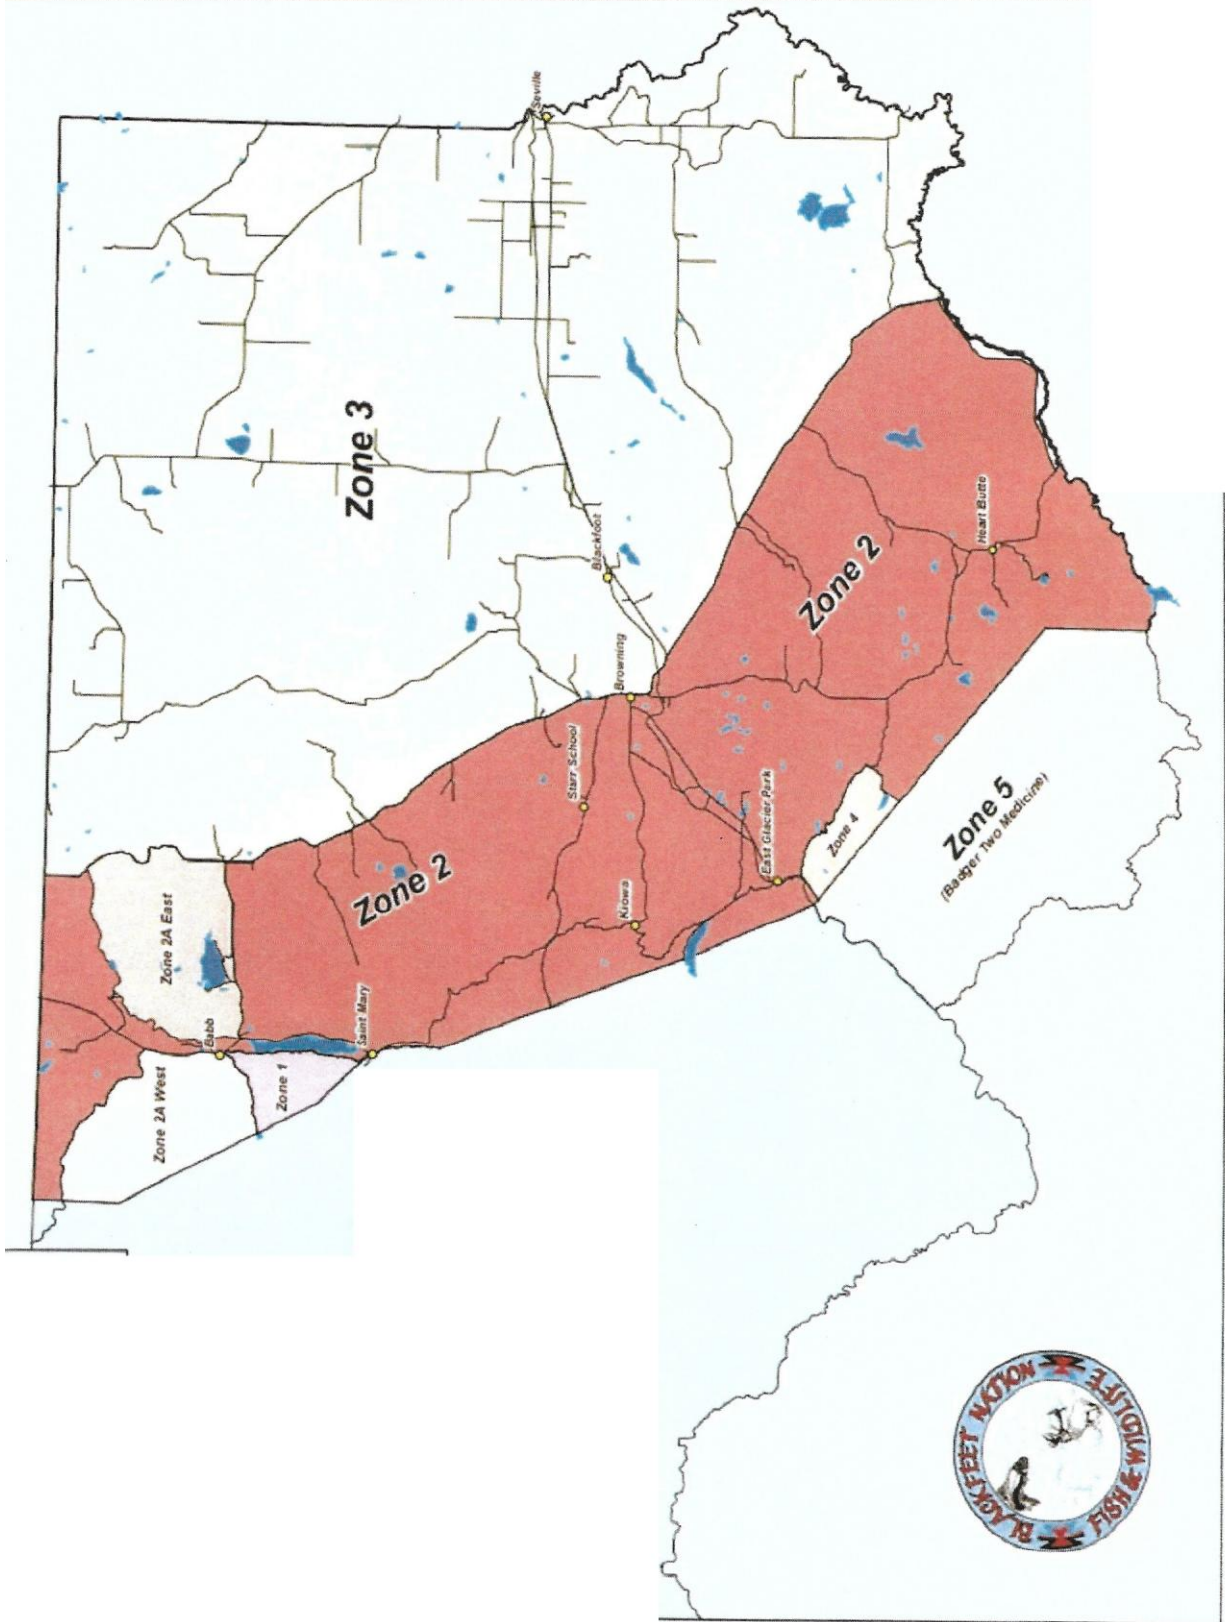 Seville
Zone 3
Blackfoot
Zone 2
Heart Butte
Browning
Starr School
Zone 2
East Glacier Park
Zone 4
Zone 5
(Badger Two Medicine)
Kiowa
Zone 2A East
Babb
Saint Mary
Zone 2A West
Zone 1
BLACKFEET NATION
FISH & WIDLIFE